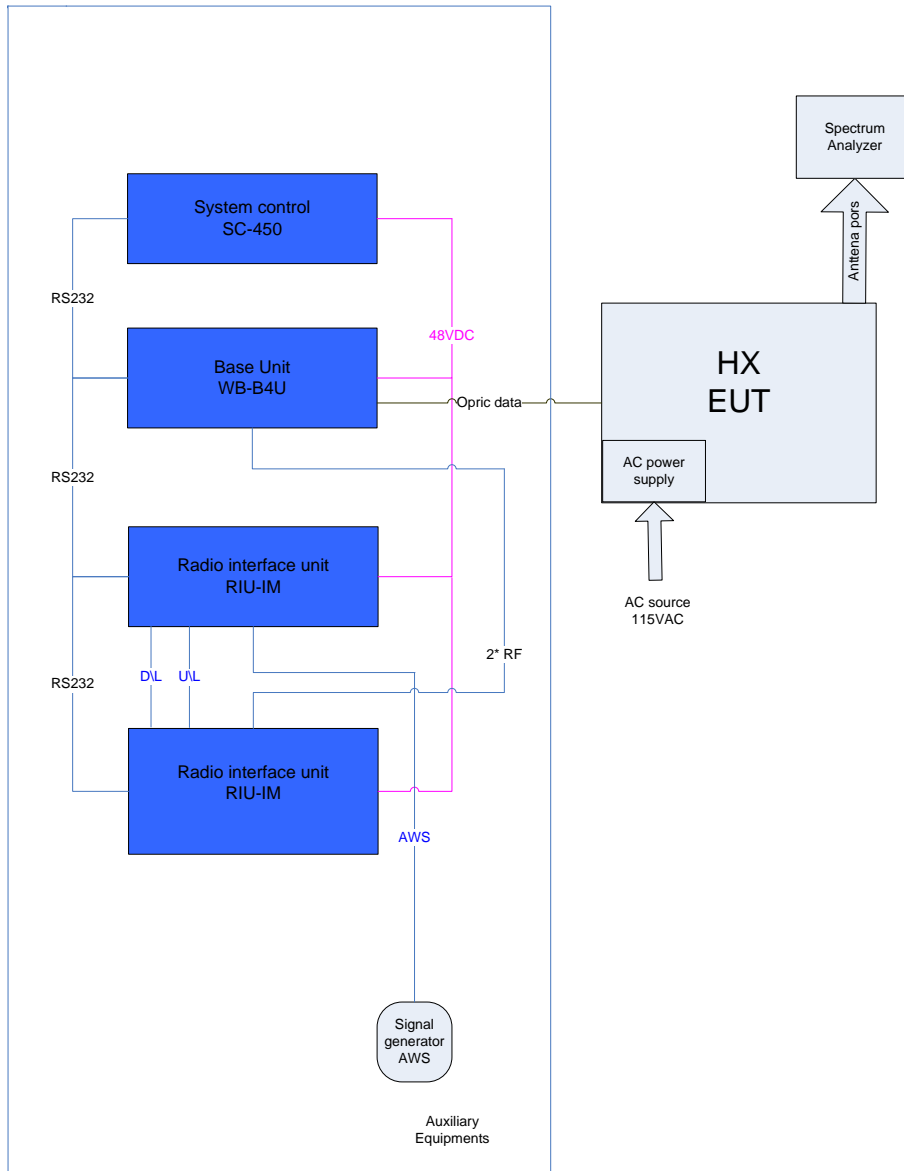 Spectrum
Analyzer
Anttena pors
System control
SC-450
RS232
48VDC
Base Unit
WB-B4U
Opric data
HX
EUT
AC power
supply
RS232
Radio interface unit
RIU-IM
AC source
115VAC
2* RF
D\L
U\L
RS232
Radio interface unit
RIU-IM
AWS
Signal
generator
AWS
Auxiliary
Equipments